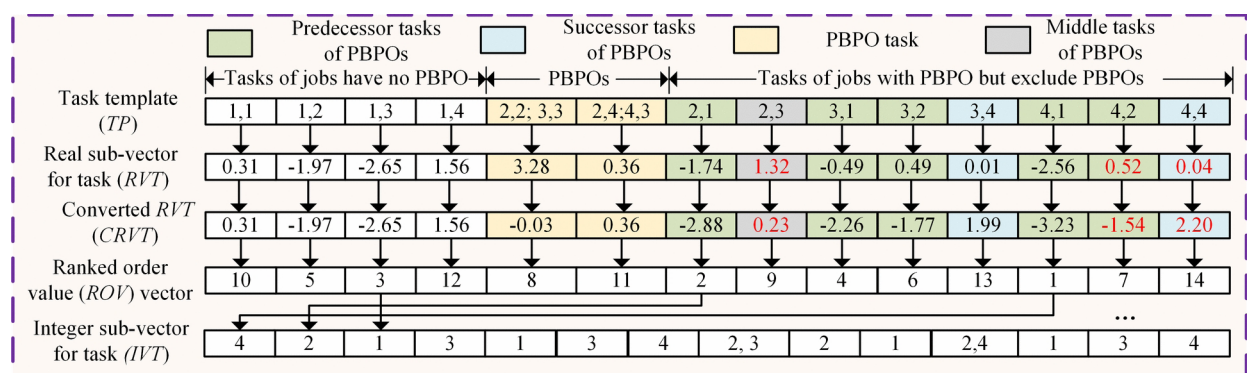 Predecessor tasks of PBPOs
Successor tasks of PBPOs
PBPO task
Middle tasks of PBPOs
Tasks of jobs have no PBPO
PBPOs
Tasks of jobs with PBPO but exclude PBPOs
Task template (TP)
1,1 1,2 1,3 1,4 2,2; 3,3 2,4;4,3 2,1 2,3 3,1 3,2 3,4 4,1 4,2 4,4
Real sub-vector for task (RVT)
0.31 -1.97 -2.65 1.56 3.28 0.36 -1.74 1.32 -0.49 0.49 0.01 -2.56 0.52 0.04
Converted RVT (CRVT)
0.31 -1.97 -2.65 1.56 -0.03 0.36 -2.88 0.23 -2.26 -1.77 1.99 -3.23 -1.54 2.20
Ranked order value (ROV) vector
10 5 3 12 8 11 2 9 4 6 13 1 7 14
...
Integer sub-vector for task (IVT)
4 2 1 3 1 3 4 2, 3 2 1 2,4 1 3 4